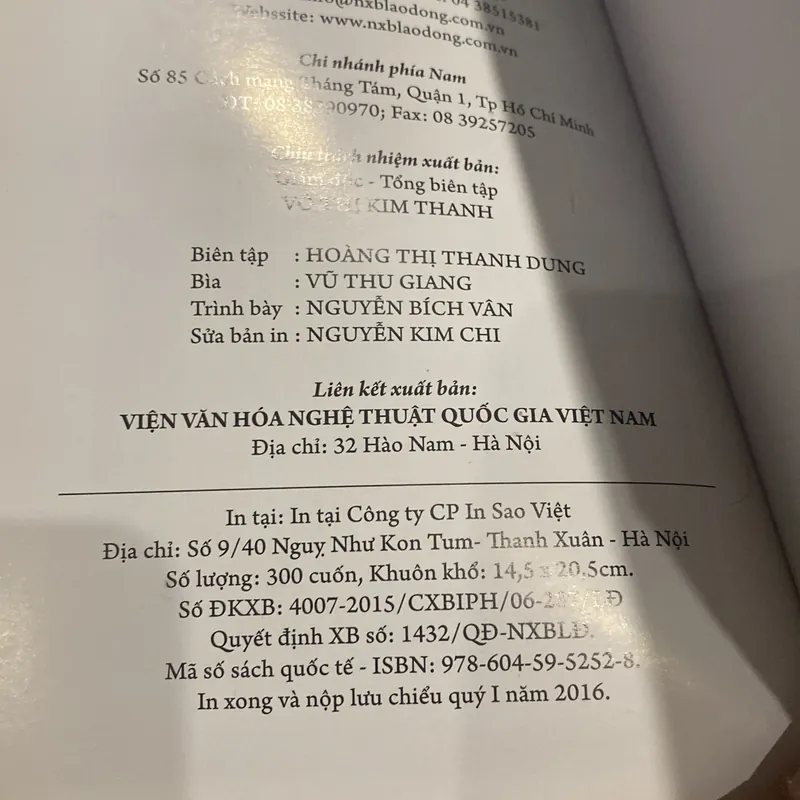 04 38515381
Webssite: www.nxblaodong.com.vn
Chi nhánh phía Nam
Số 85 Cách mạng Tháng Tám, Quận 1, Tp Hồ Chí Minh
Fax: 08 39257205
Chịu trách nhiệm xuất bản:
Giám đốc - Tổng biên tập
VÕ THỊ KIM THANH
Biên tập : HOÀNG THỊ THANH DUNG
Bìa : VŨ THU GIANG
Trình bày : NGUYỄN BÍCH VÂN
Sửa bản in : NGUYỄN KIM CHI
Liên kết xuất bản:
VIỆN VĂN HÓA NGHỆ THUẬT QUỐC GIA VIỆT NAM
Địa chỉ: 32 Hào Nam - Hà Nội
In tại: In tại Công ty CP In Sao Việt
Địa chỉ: Số 9/40 Ngụy Như Kon Tum- Thanh Xuân - Hà Nội
Số lượng: 300 cuốn, Khuôn khổ: 14,5 x 20.5cm.
Số ĐKXB: 4007-2015/CXBIPH/06-
Quyết định XB số: 1432/QĐ-NXBLĐ.
Mã số sách quốc tế - ISBN: 978-604-59-5252-8.
In xong và nộp lưu chiểu quý I năm 2016.